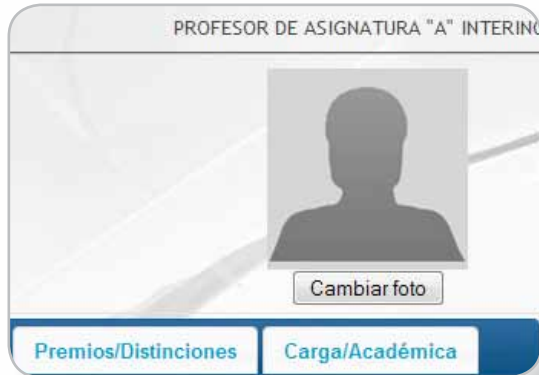 PROFESOR DE ASIGNATURA "A" INTERINO
Cambiar foto
Premios/Distinciones Carga/Académica